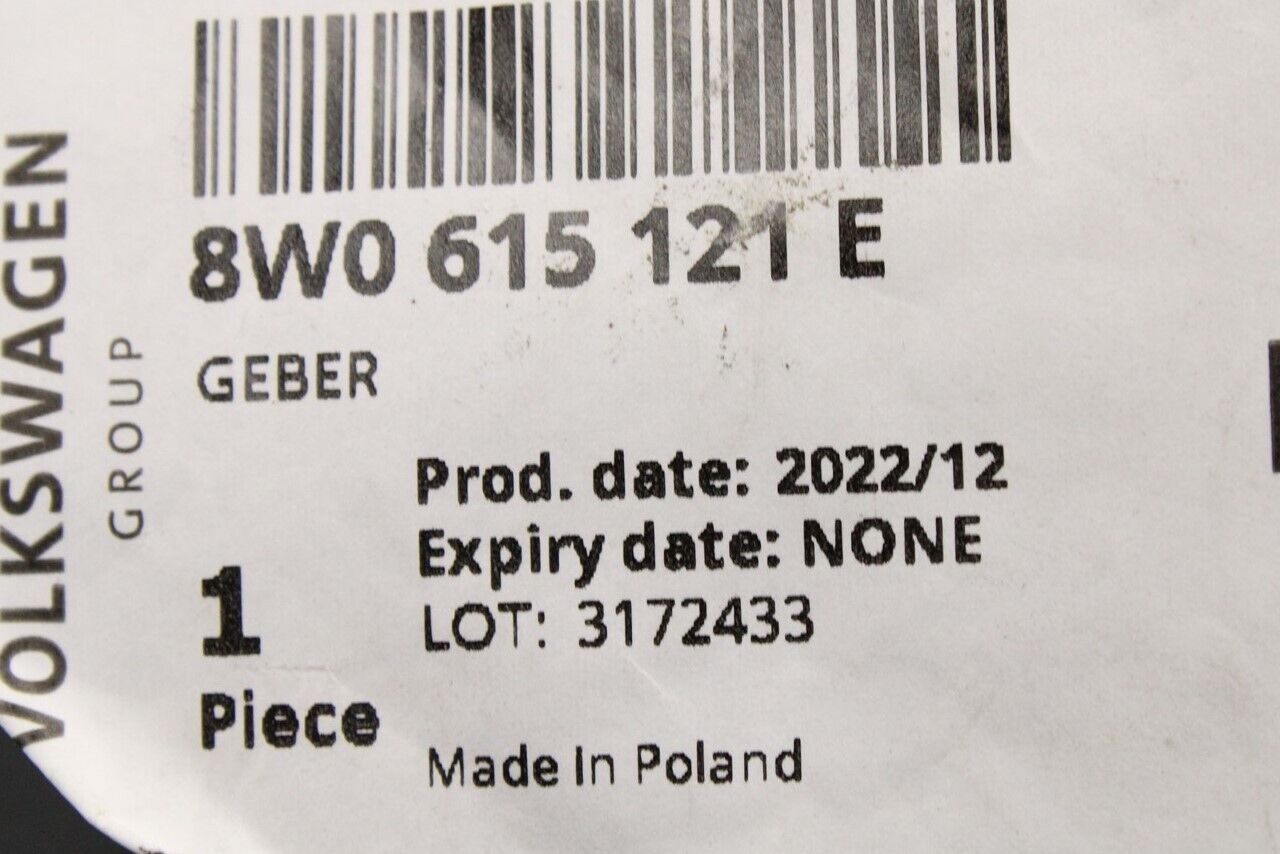 VOLKSWAGEN
GROUP
8W0 615 121 E
GEBER
Prod. date: 2022/12
Expiry date: NONE
LOT: 3172433
1
Piece
Made In Poland